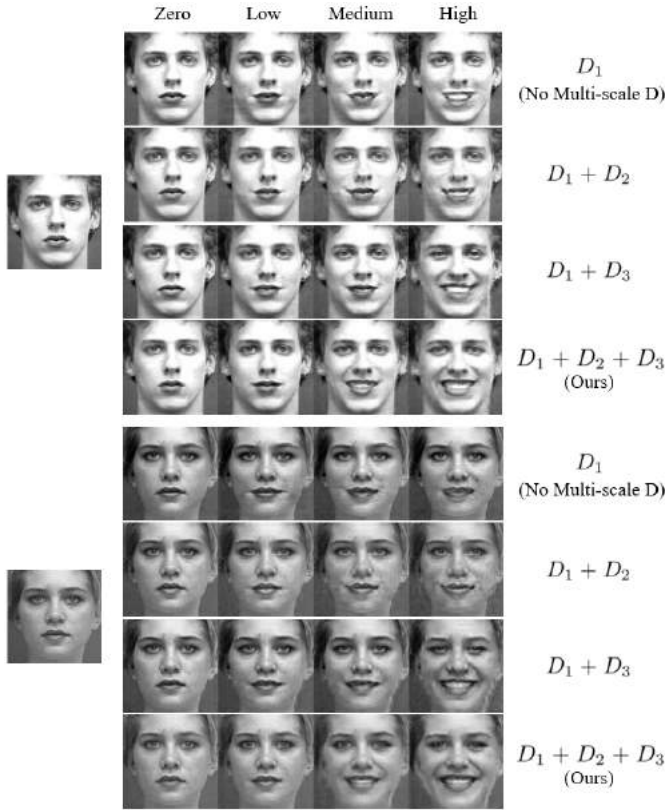 Zero Low Medium High
D₁
(No Multi-scale D)
D₁ + D₂
D₁ + D₃
D₁ + D₂ + D₃
(Ours)
D₁
(No Multi-scale D)
D₁ + D₂
D₁ + D₃
D₁ + D₂ + D₃
(Ours)